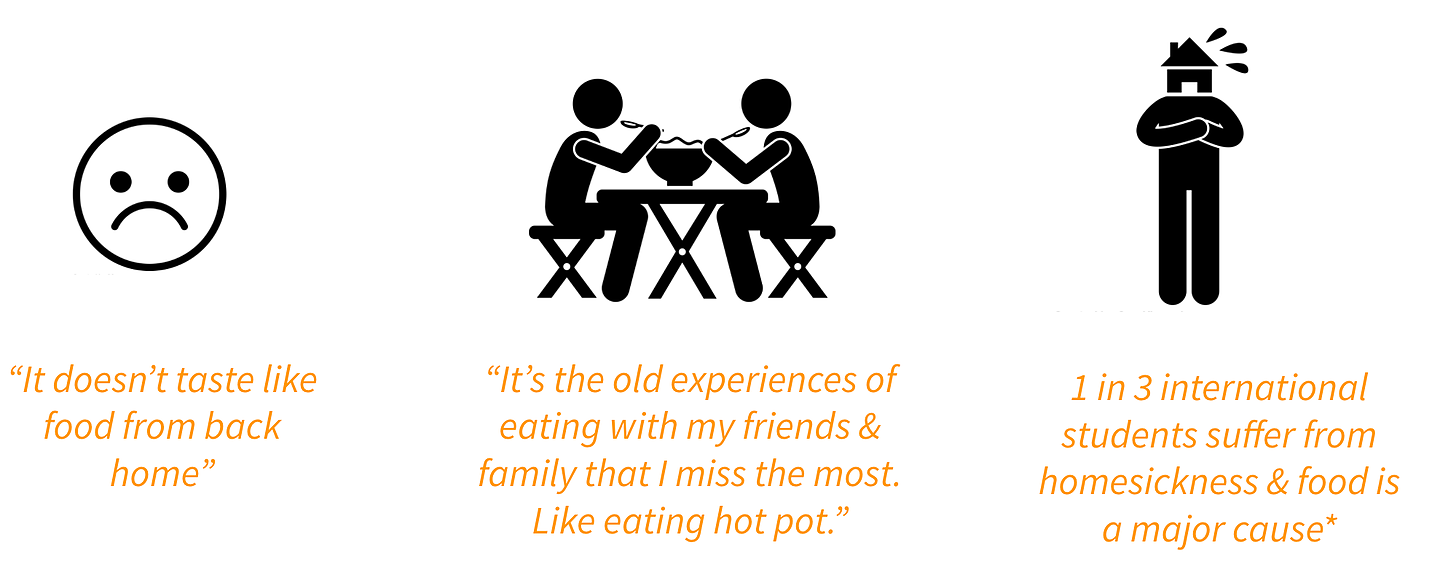 “It doesn’t taste like
food from back
home”
“It’s the old experiences of
eating with my friends &
family that I miss the most.
Like eating hot pot.”
1 in 3 international
students suffer from
homesickness & food is
a major cause*